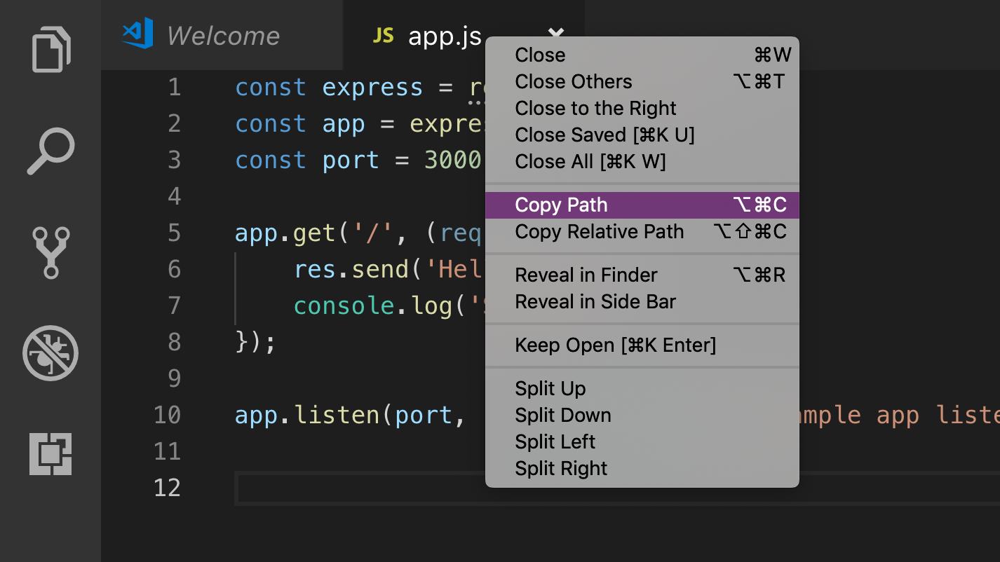 Welcome
JS app.js
1 const express =
2 const app =
3 const port = 3000
4
5 app.get('/', (req
6 res.send('Hel
7 console.log('
8 });
9
10 app.listen(port, app liste
11
12
Close ⌘W
Close Others ⌥⌘T
Close to the Right
Close Saved [⌘K U]
Close All [⌘K W]
Copy Path ⌥⌘C
Copy Relative Path ⌥⇧⌘C
Reveal in Finder ⌥⌘R
Reveal in Side Bar
Keep Open [⌘K Enter]
Split Up
Split Down
Split Left
Split Right